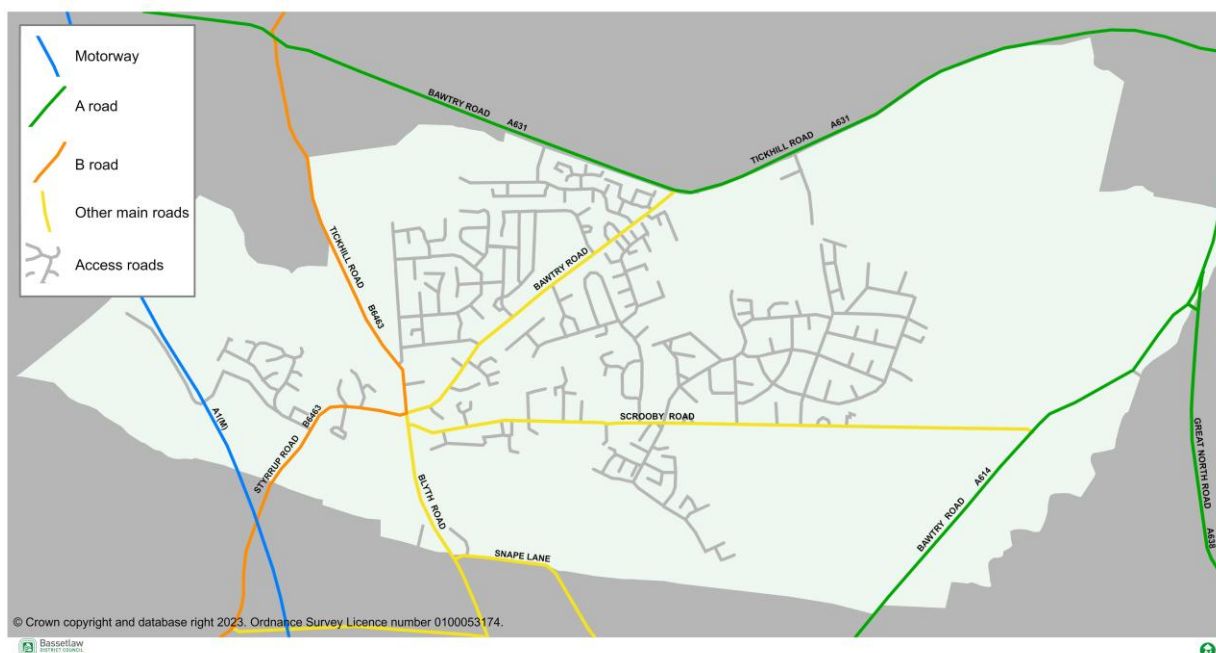 Motorway
A road
B road
Other main roads
Access roads
BAWTRY ROAD A631
TICKHILL ROAD A631
TICKHILL ROAD B6463
BAWTRY ROAD
A1(M)
STYRRUP ROAD B6463
SCROOBY ROAD
BLYTH ROAD
SNAPE LANE
BAWTRY ROAD A614
GREAT NORTH ROAD A638
© Crown copyright and database right 2023. Ordnance Survey Licence number 0100053174.
Bassetlaw
DISTRICT COUNCIL